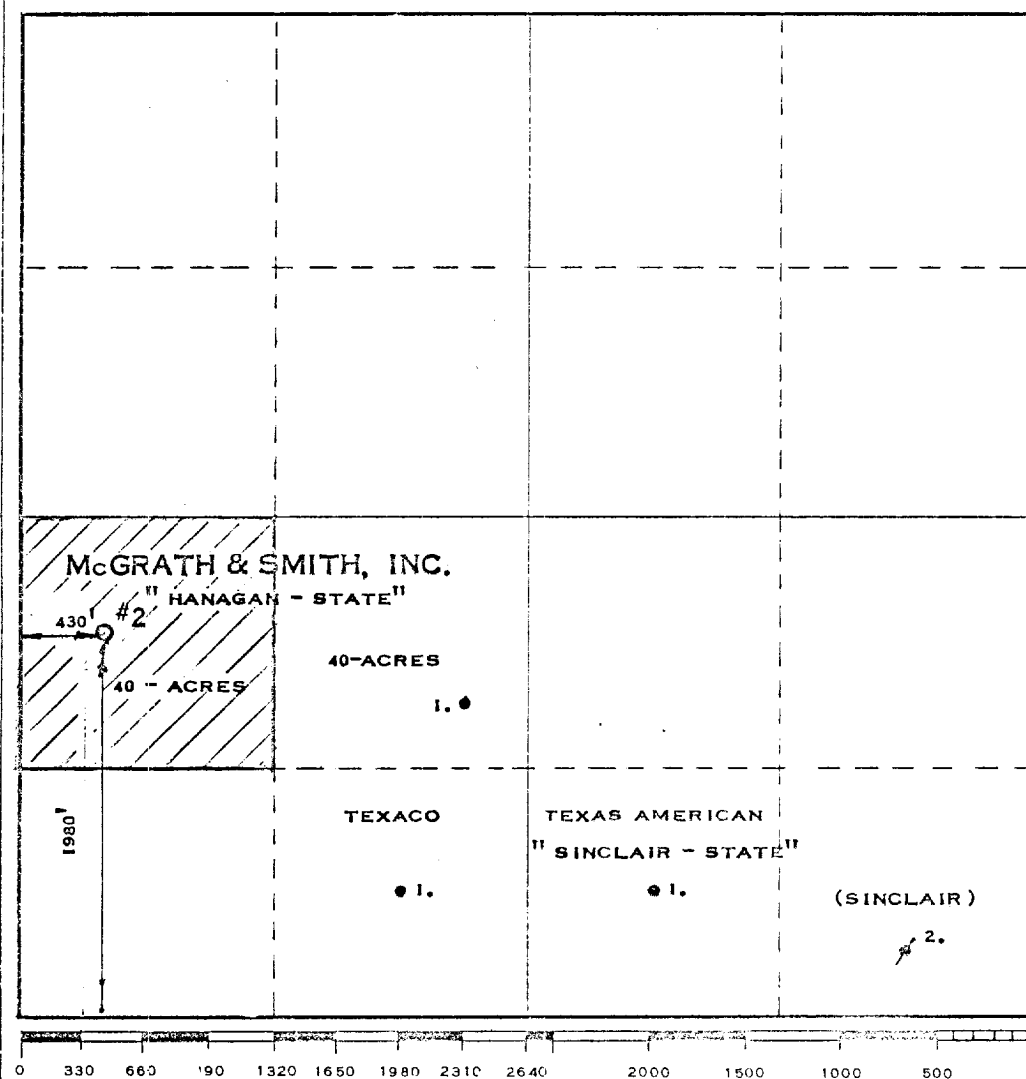 McGRATH & SMITH, INC.
" HANAGAN - STATE"
430' #2
40 - ACRES
40-ACRES
1.
1980'
TEXACO
1.
TEXAS AMERICAN
" SINCLAIR - STATE"
1.
(SINCLAIR)
2.
0 330 660 190 1320 1650 1980 2310 2640 2000 1500 1000 500